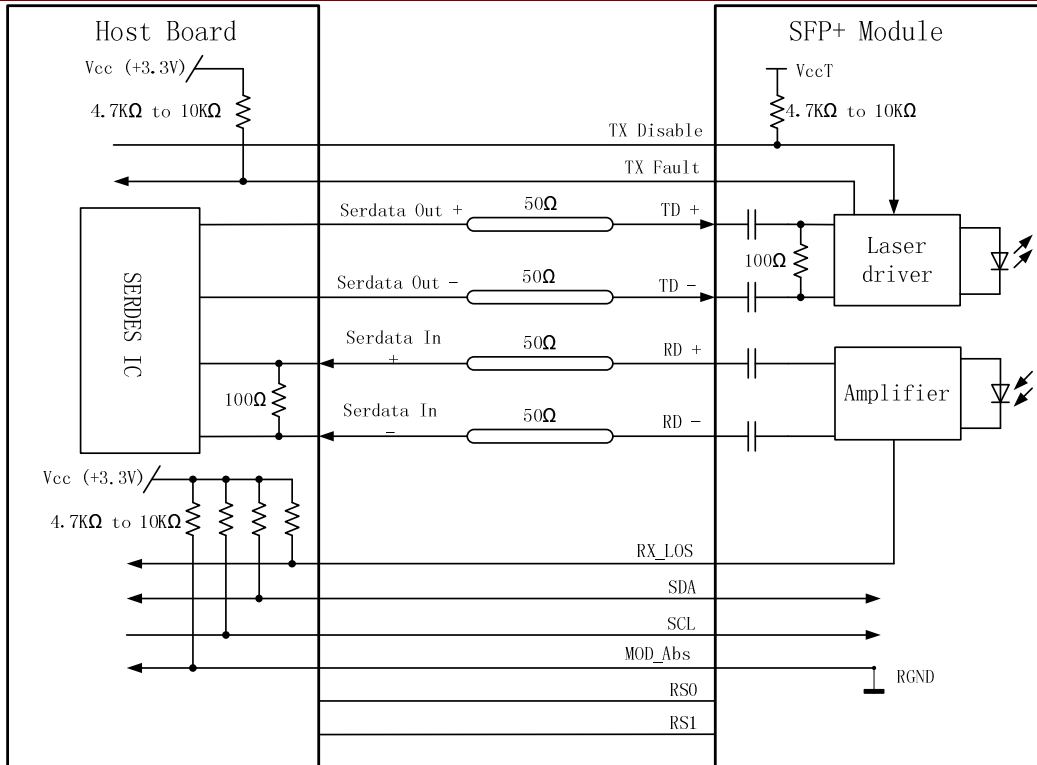 Host Board
SFP+ Module
Vcc (+3.3V)
VccT
4.7KΩ to 10KΩ
4.7KΩ to 10KΩ
TX Disable
TX Fault
Serdata Out +
50Ω
TD +
100Ω
Laser
driver
Serdata Out -
50Ω
TD -
SERDES IC
Serdata In
+
50Ω
RD +
100Ω
Amplifier
Serdata In
-
50Ω
RD -
Vcc (+3.3V)
4.7KΩ to 10KΩ
RX_LOS
SDA
SCL
MOD_Abs
RGND
RS0
RS1